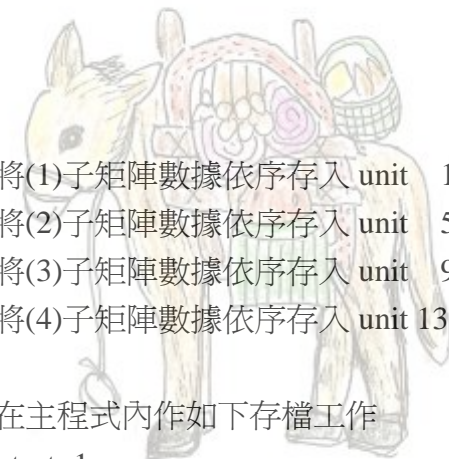 將(1)子矩陣數據依序存入 unit 1
將(2)子矩陣數據依序存入 unit 5
將(3)子矩陣數據依序存入 unit 9
將(4)子矩陣數據依序存入 unit 13
在主程式內作如下存檔工作